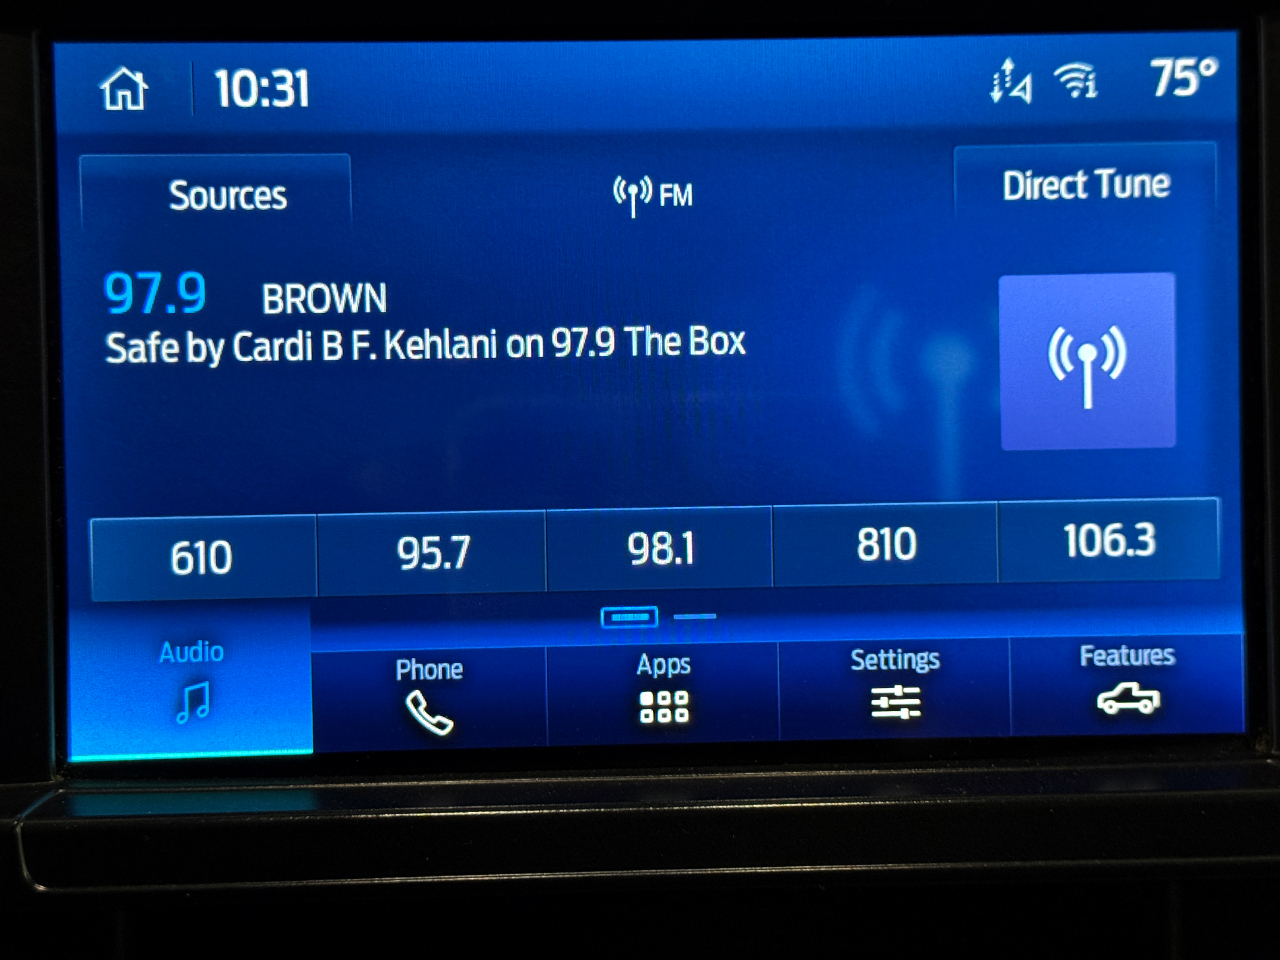 10:31
75°
Sources
FM
Direct Tune
97.9 BROWN
Safe by Cardi B F. Kehlani on 97.9 The Box
610 95.7 98.1 810 106.3
Audio Phone Apps Settings Features